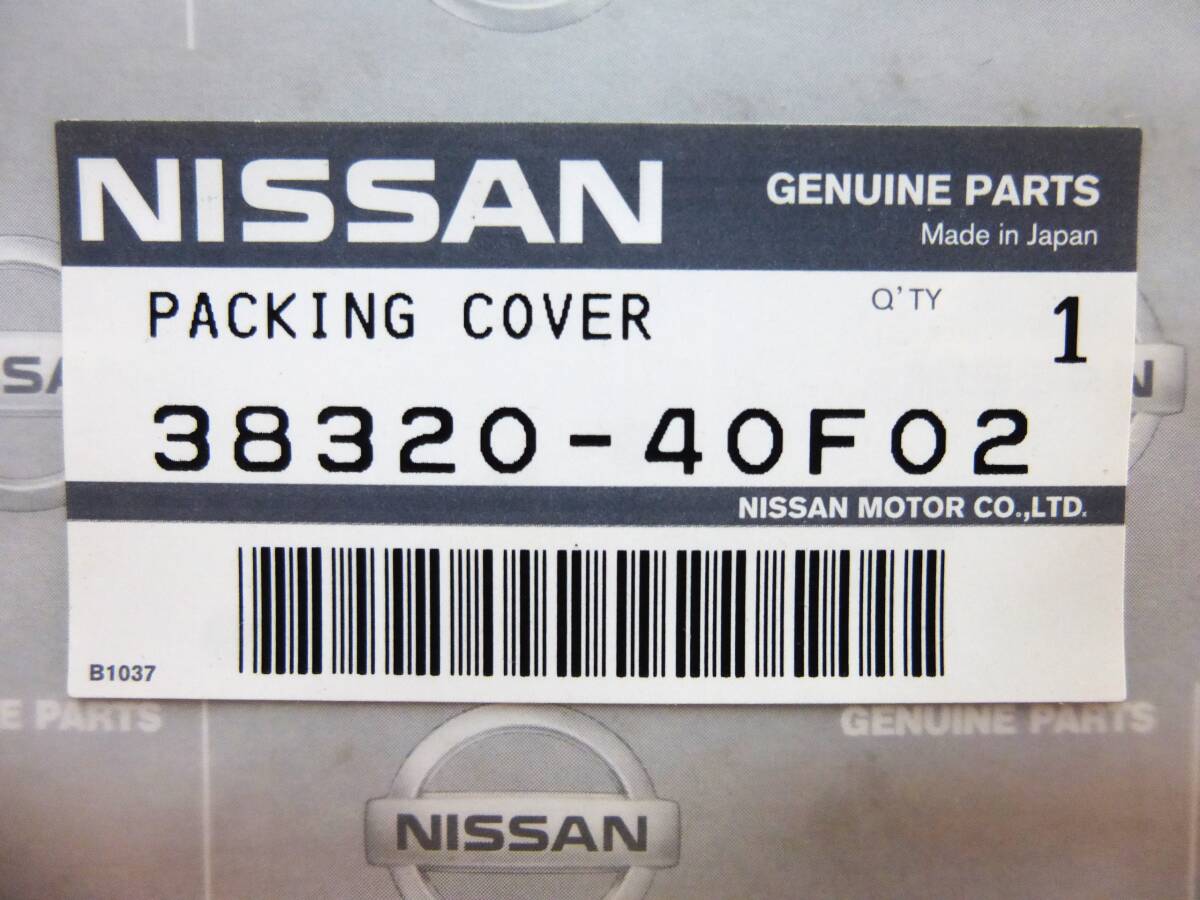 NISSAN
GENUINE PARTS
Made in Japan
PACKING COVER
Q'TY
1
38320-40F02
NISSAN MOTOR CO.,LTD.
B1037
GENUINE PARTS
NISSAN